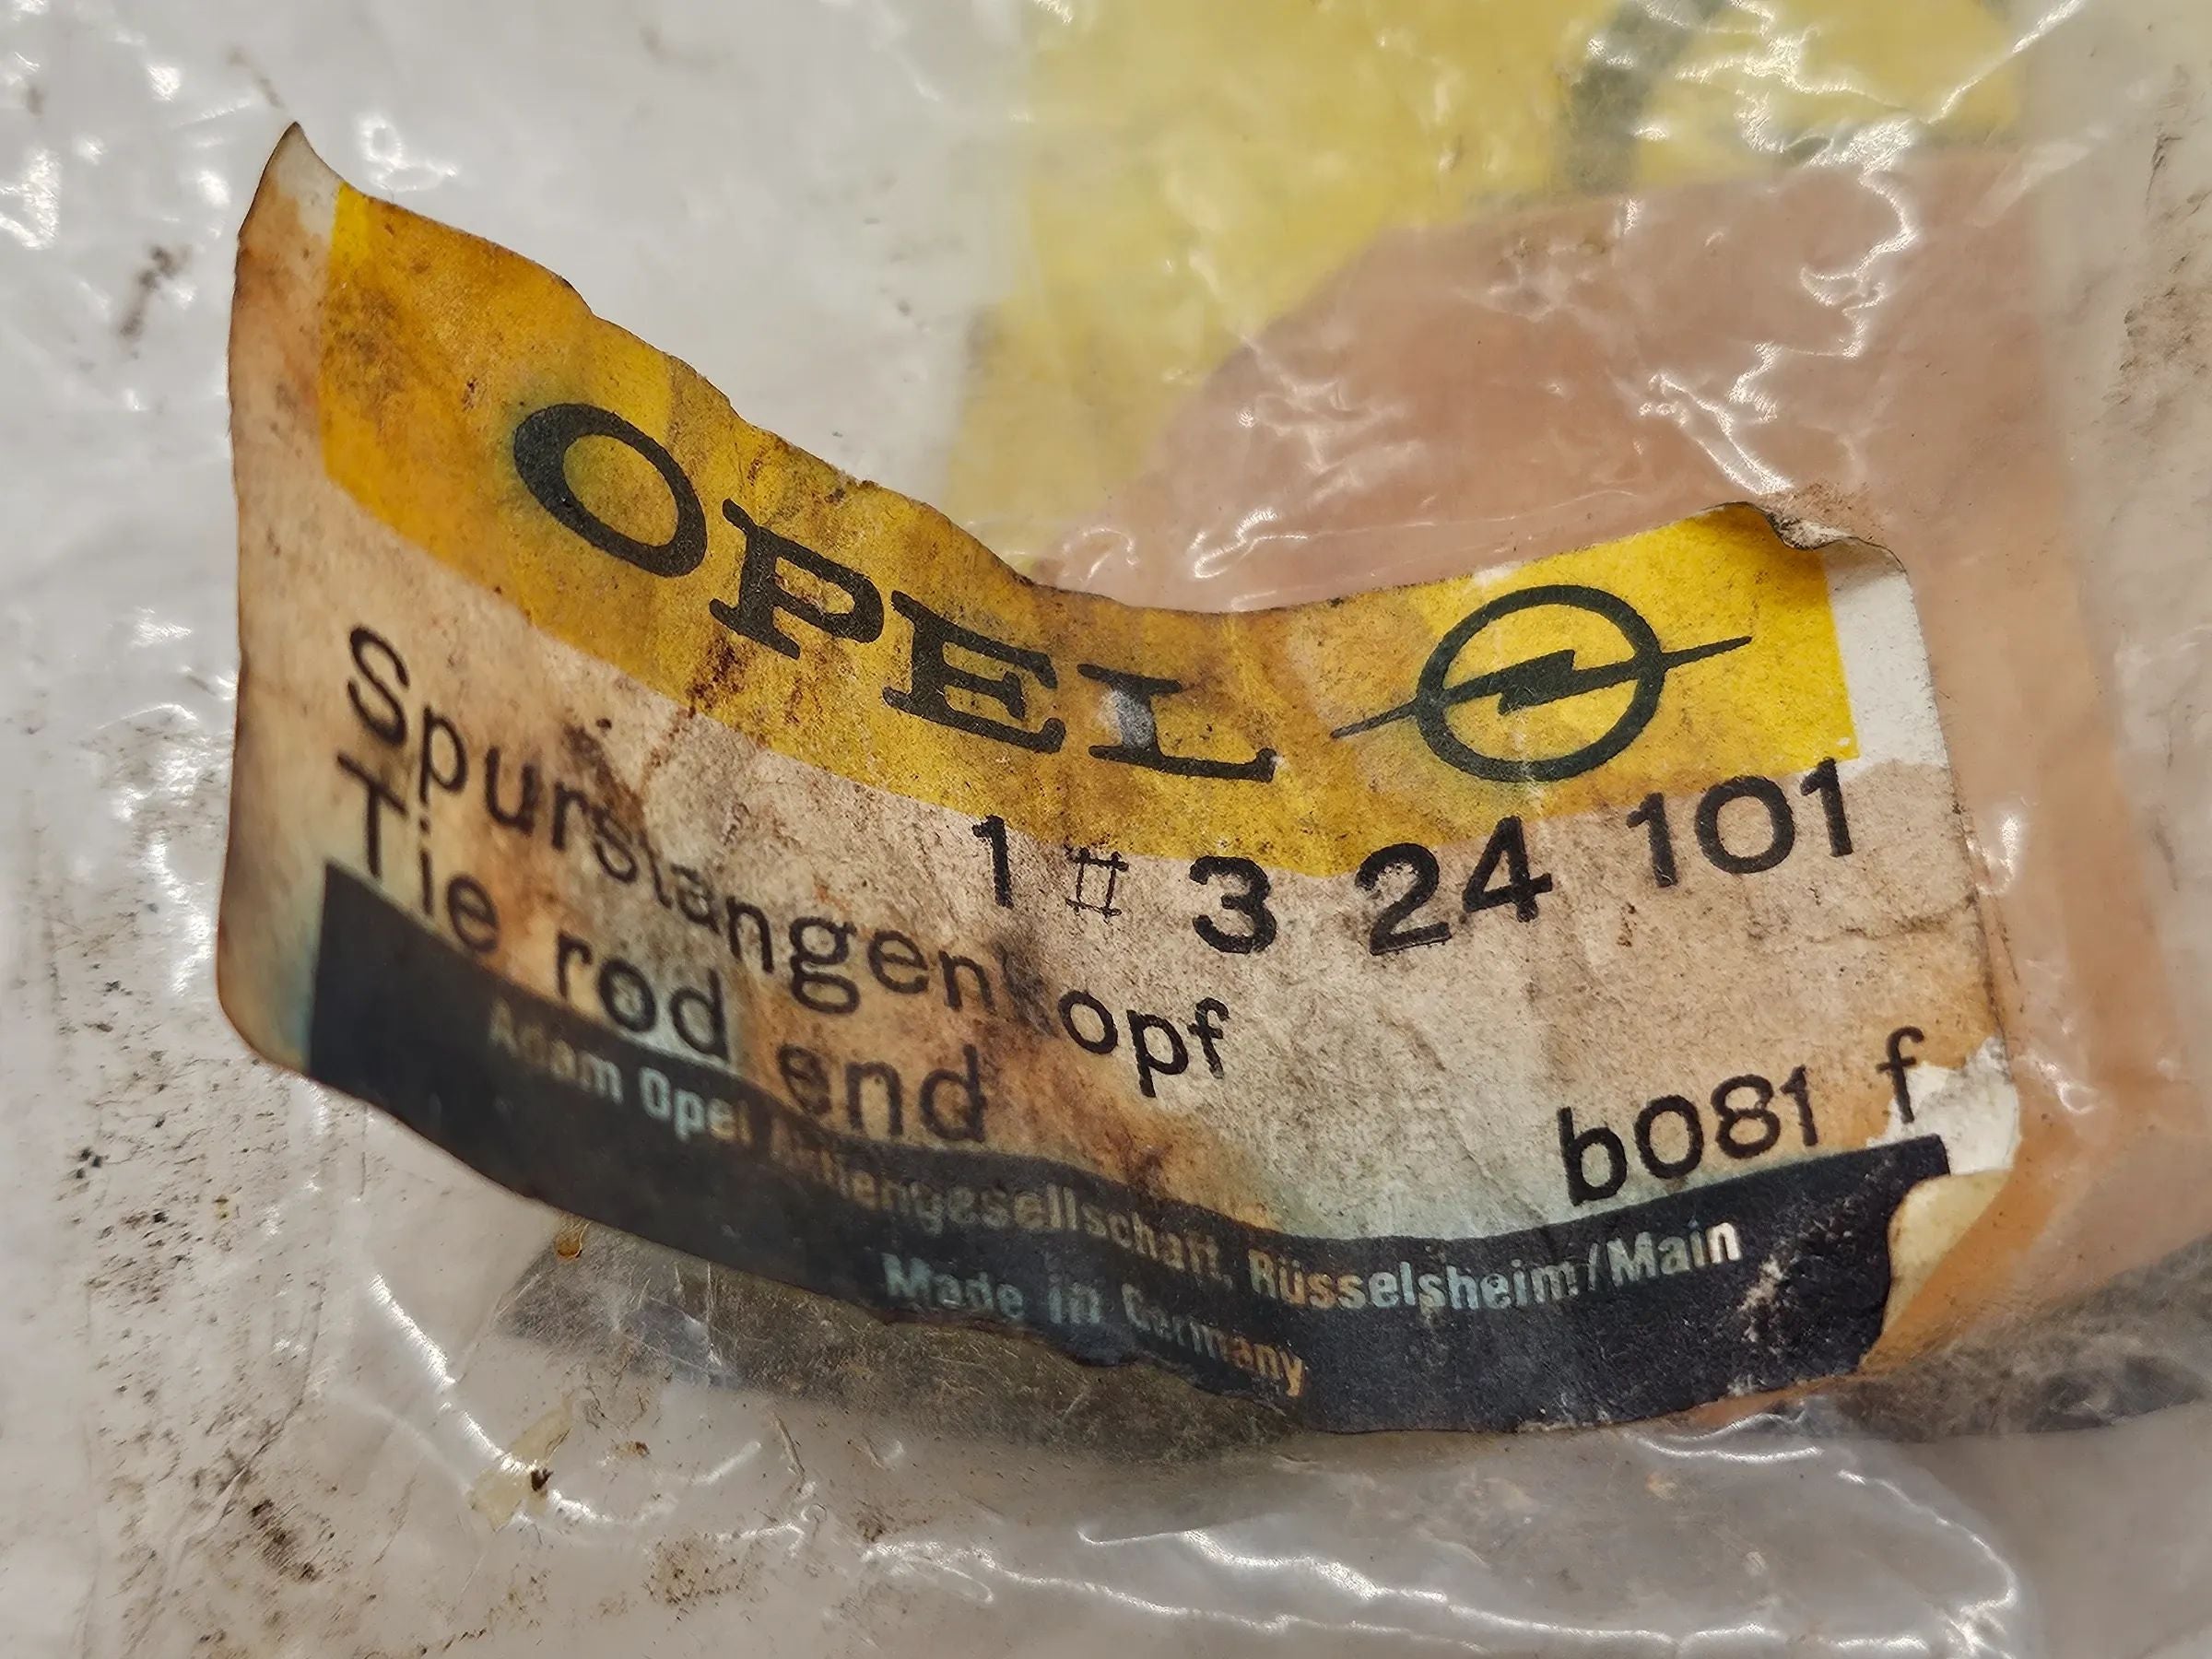 OPEL
1 # 3 24 101
Spurstangenkopf
Tie rod end
b081 f
Adam Opel Aktiengesellschaft, Rüsselsheim/Main
Made in Germany